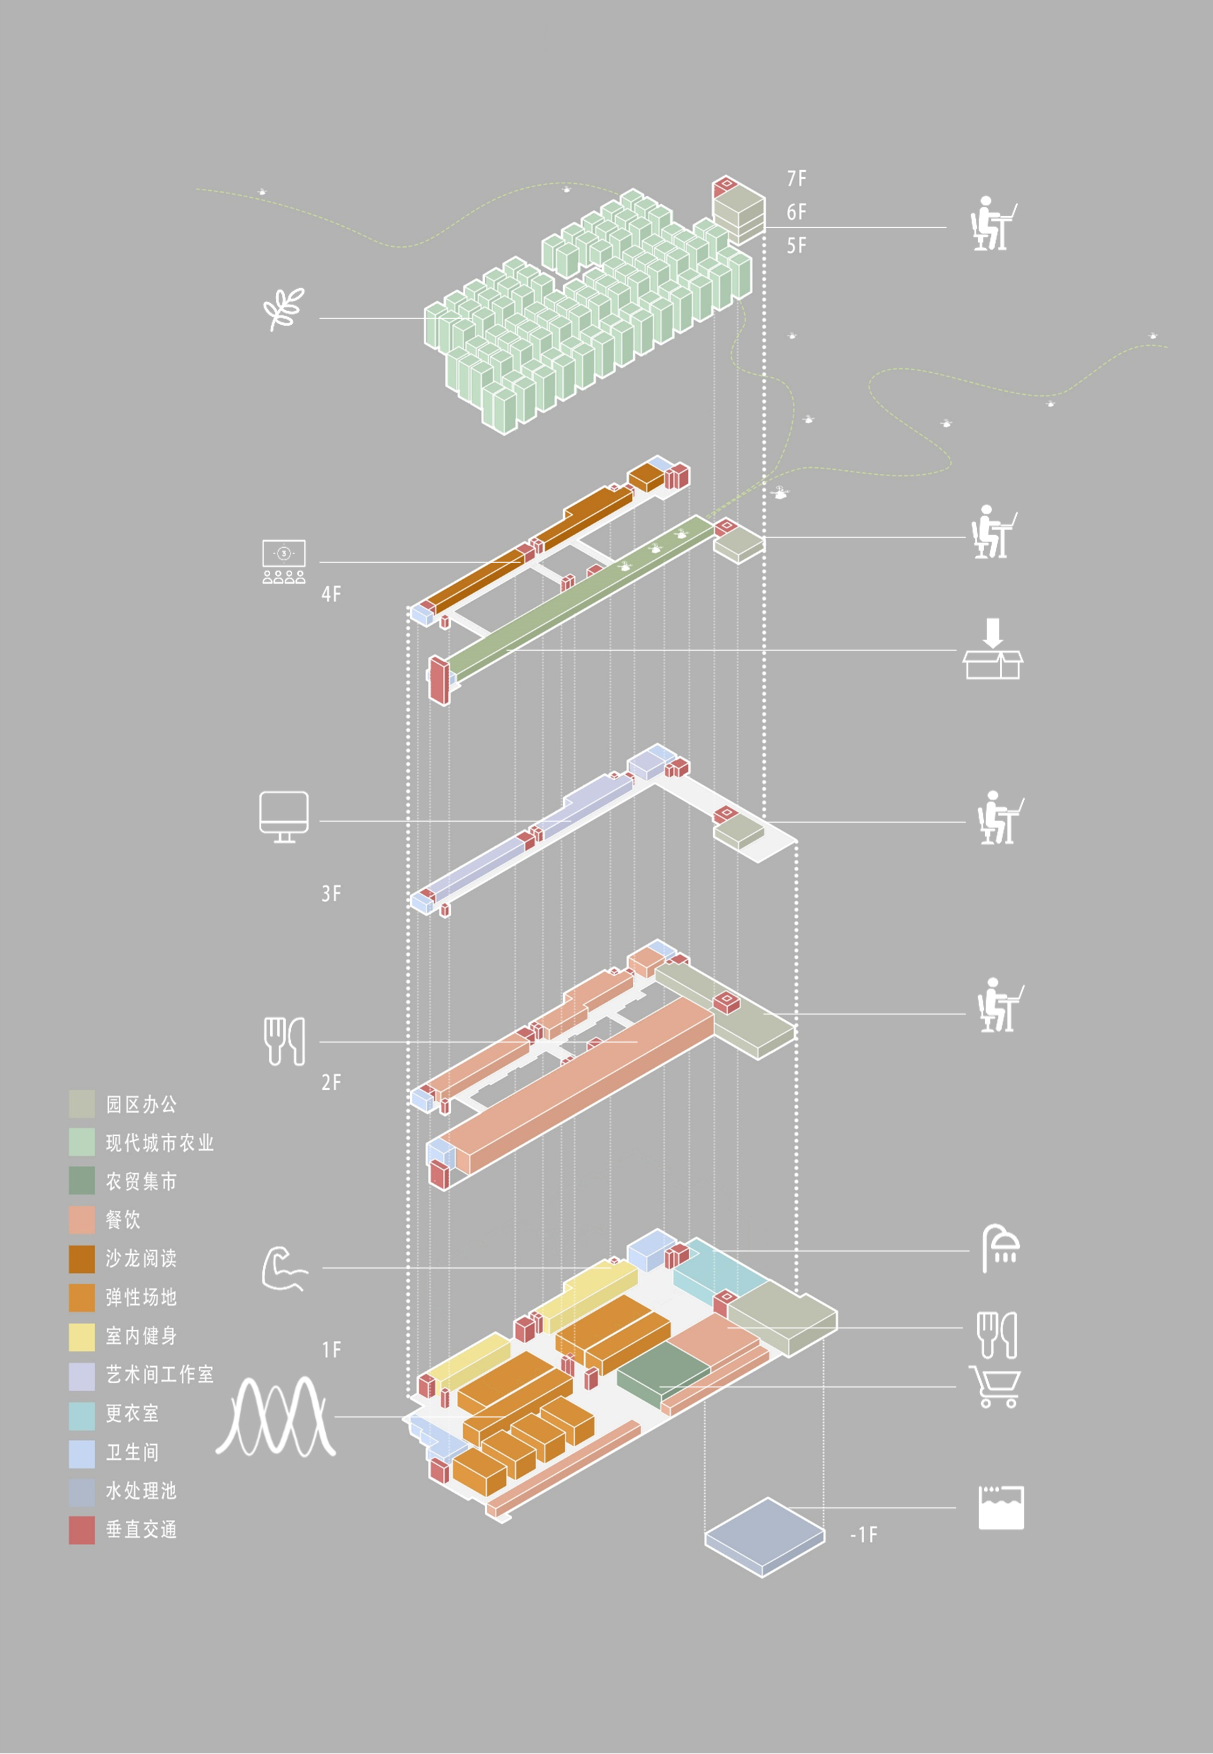 7F
6F
5F
4F
3F
2F
1F
-1F
园区办公
现代城市农业
农贸集市
餐饮
沙龙阅读
弹性场地
室内健身
艺术间工作室
更衣室
卫生间
水处理池
垂直交通